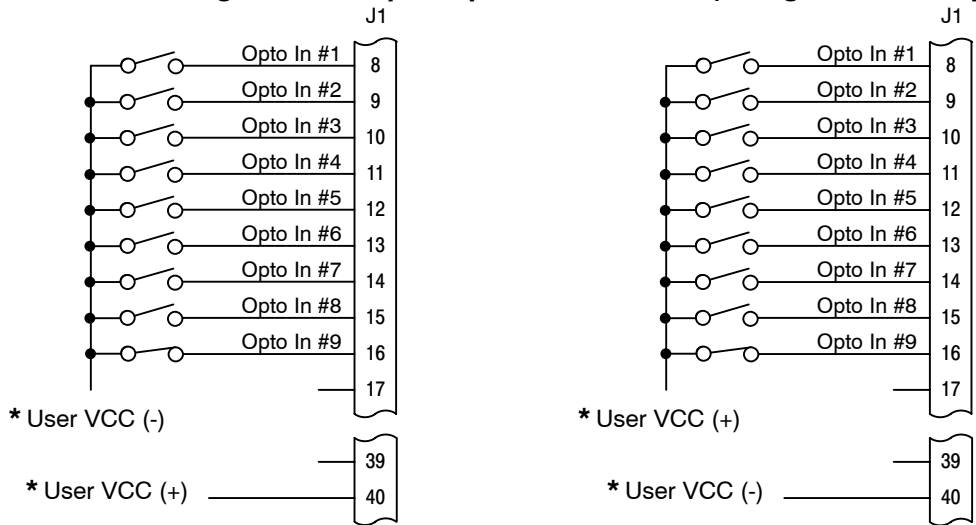 J1
Opto In #1 8
Opto In #2 9
Opto In #3 10
Opto In #4 11
Opto In #5 12
Opto In #6 13
Opto In #7 14
Opto In #8 15
Opto In #9 16
17
* User VCC (-)
39
* User VCC (+) 40
J1
Opto In #1 8
Opto In #2 9
Opto In #3 10
Opto In #4 11
Opto In #5 12
Opto In #6 13
Opto In #7 14
Opto In #8 15
Opto In #9 16
17
* User VCC (+)
39
* User VCC (-) 40